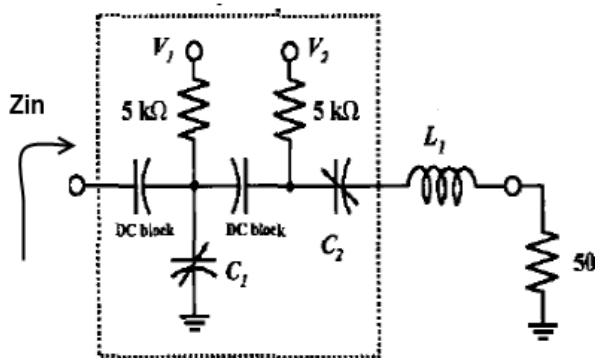 V₁ V₂
Zin
5 kΩ 5 kΩ
L₁
DC block DC block
C₂
C₁
50